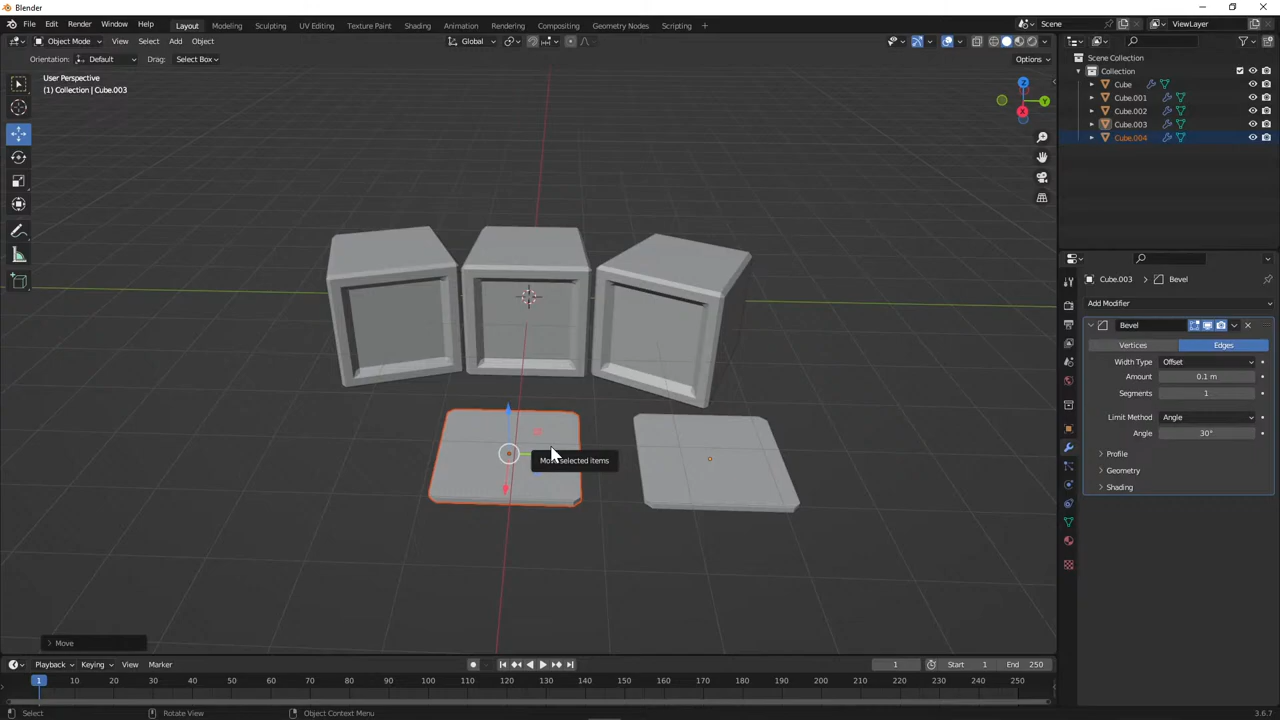 Blender
File Edit Render Window Help
Layout Modeling Sculpting UV Editing Texture Paint Shading Animation Rendering Compositing Geometry Nodes Scripting +
Scene ViewLayer
Object Mode View Select Add Object Global
Orientation: Default Drag: Select Box Options
User Perspective
(1) Collection | Cube.003
Z
Y
X
Scene Collection
Collection
Cube
Cube.001
Cube.002
Cube.003
Cube.004
Cube.003 > Bevel
Add Modifier
Bevel
Vertices Edges
Width Type Offset
Amount 0.1 m
Segments 1
Limit Method Angle
Angle 30°
Profile
Geometry
Shading
Move selected items
Move
Playback Keying View Marker 1 Start 1 End 250
1 10 20 30 40 50 60 70 80 90 100 110 120 130 140 150 160 170 180 190 200 210 220 230 240 250
Select Rotate View Object Context Menu 3.6.7